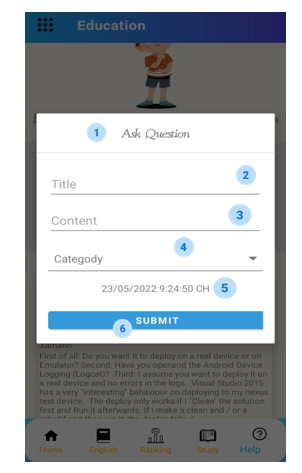 Education
1 Ask Question
Title 2
Content 3
4
Categody
23/05/2022 9:24:50 CH 5
SUBMIT
6
Xamarin
First of all: Do you want it to deploy on a real device or on
Emulator? Second: Have you openend the Android Device
Logging (Logcat)? Third: I assume you want to deploy it on
a real device and no errors in the logs. Visual Studio 2015
has a very "interesting" behaviour on deploying to my nexus
test device. The deploy only works if I "Clean" the solution
first and Run it afterwards. If I make a clean and / or a
Home English Ranking Study Help